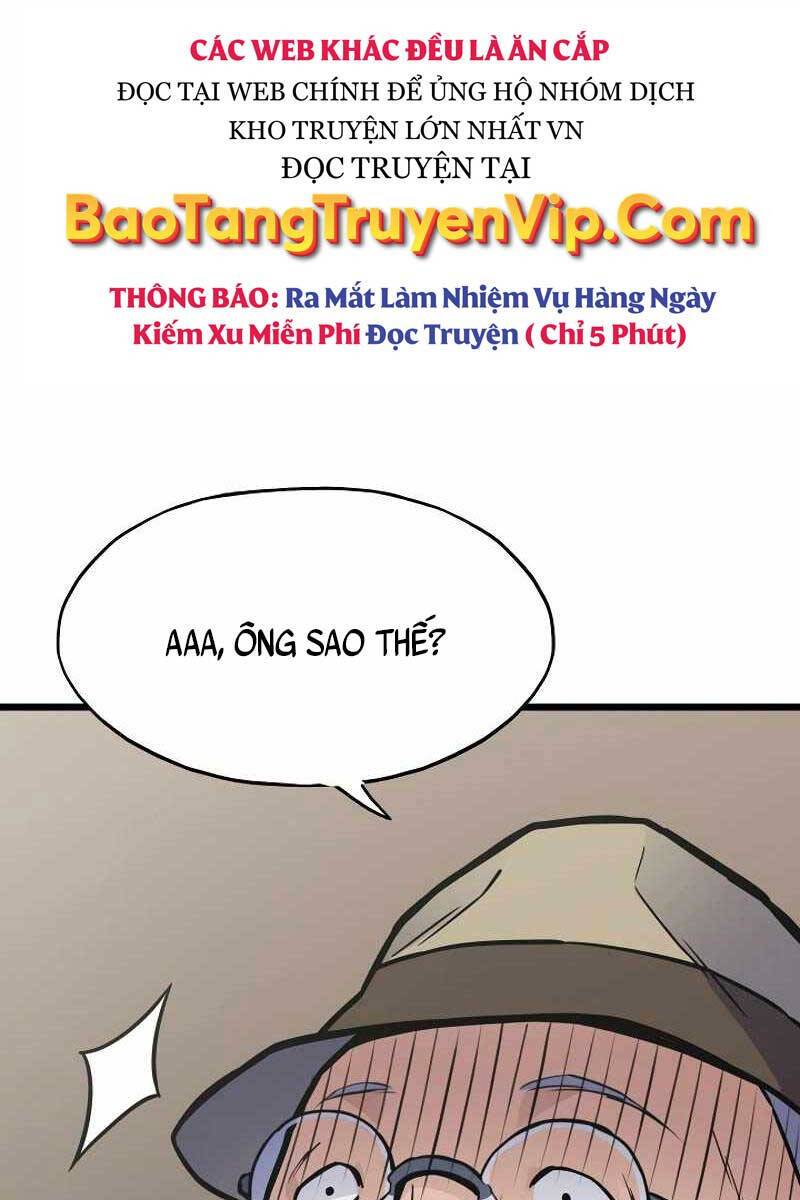 CÁC WEB KHÁC ĐỀU LÀ ĂN CẮP
ĐỌC TẠI WEB CHÍNH ĐỂ ỦNG HỘ NHÓM DỊCH
KHO TRUYỆN LỚN NHẤT VN
ĐỌC TRUYỆN TẠI
BaoTangTruyenVip.Com
THÔNG BÁO: Ra Mắt Làm Nhiệm Vụ Hàng Ngày
Kiếm Xu Miễn Phí Đọc Truyện ( Chỉ 5 Phút)
AAA, ÔNG SAO THẾ?